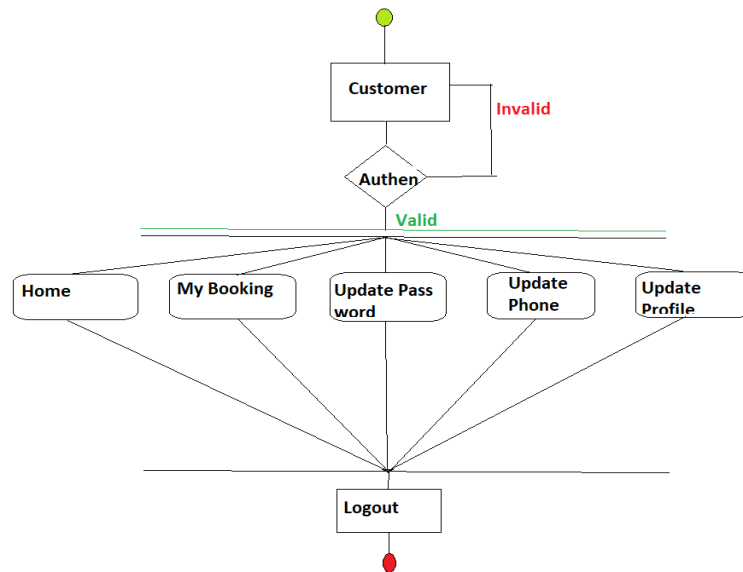 Customer
Invalid
Authen
Valid
Home
My Booking
Update Pass
word
Update
Phone
Update
Profile
Logout